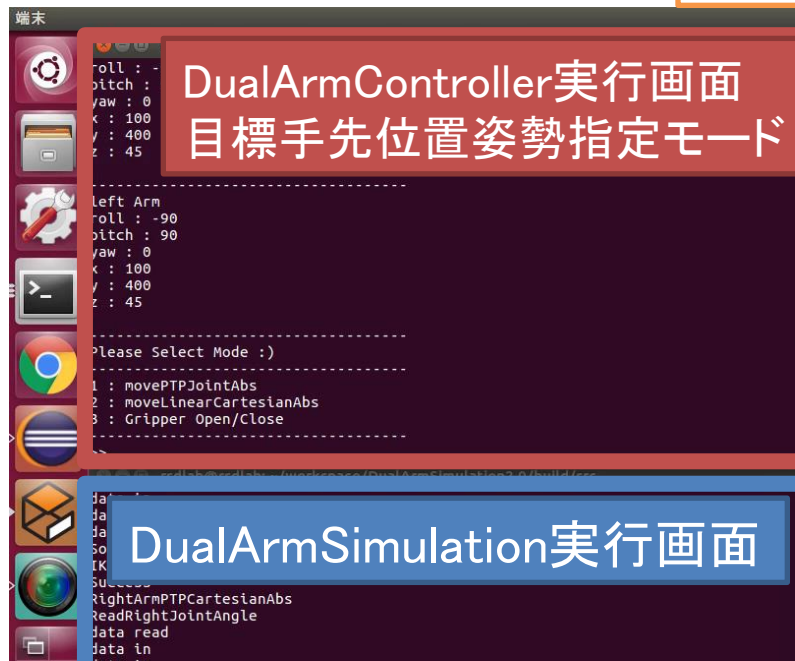 端末
DualArmController実行画面
目標手先位置姿勢指定モード
roll : -
pitch :
yaw : 0
x : 100
y : 400
z : 45
------------------------------------
Left Arm
roll : -90
pitch : 90
yaw : 0
x : 100
y : 400
z : 45
------------------------------------
Please Select Mode :)
------------------------------------
1 : movePTPJointAbs
2 : moveLinearCartesianAbs
3 : Gripper Open/Close
------------------------------------
>>
DualArmSimulation実行画面
data in
IK
success
RightArmPTPCartesianAbs
ReadRightJointAngle
data read
data in